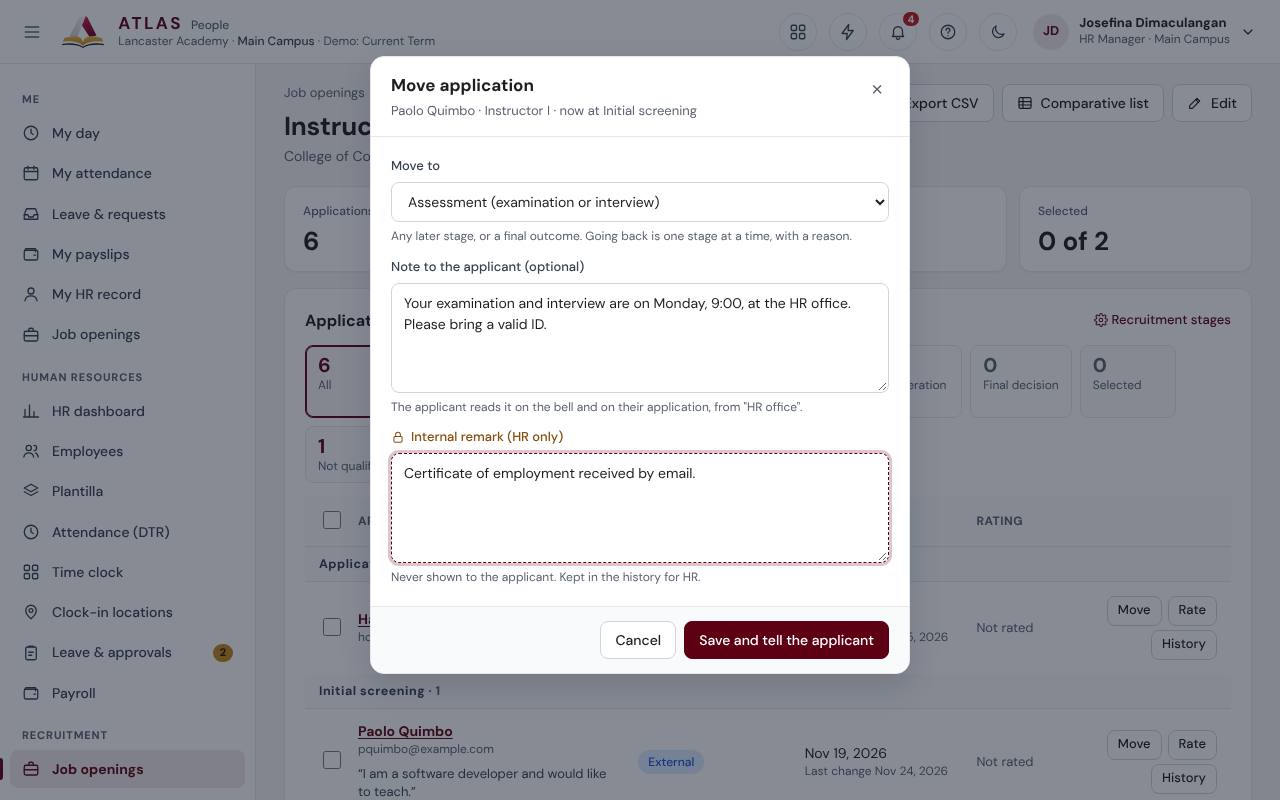 ATLAS People
Lancaster Academy · Main Campus · Demo: Current Term
4
JD
Josefina Dimaculangan
HR Manager · Main Campus
ME
My day
My attendance
Leave & requests
My payslips
My HR record
Job openings
HUMAN RESOURCES
HR dashboard
Employees
Plantilla
Attendance (DTR)
Time clock
Clock-in locations
Leave & approvals 2
Payroll
RECRUITMENT
Job openings
Job openings
Export CSV
Comparative list
Edit
Applications
6
Selected
0 of 2
Recruitment stages
6
All
0
Final decision
0
Selected
1
RATING
Move application
Paolo Quimbo · Instructor I · now at Initial screening
Move to
Assessment (examination or interview)
Any later stage, or a final outcome. Going back is one stage at a time, with a reason.
Note to the applicant (optional)
Your examination and interview are on Monday, 9:00, at the HR office.
Please bring a valid ID.
The applicant reads it on the bell and on their application, from "HR office".
Internal remark (HR only)
Certificate of employment received by email.
Never shown to the applicant. Kept in the history for HR.
Cancel
Save and tell the applicant
2026
Not rated
Move
Rate
History
Initial screening · 1
Paolo Quimbo
pquimbo@example.com
“I am a software developer and would like
to teach.”
External
Nov 19, 2026
Last change Nov 24, 2026
Not rated
Move
Rate
History